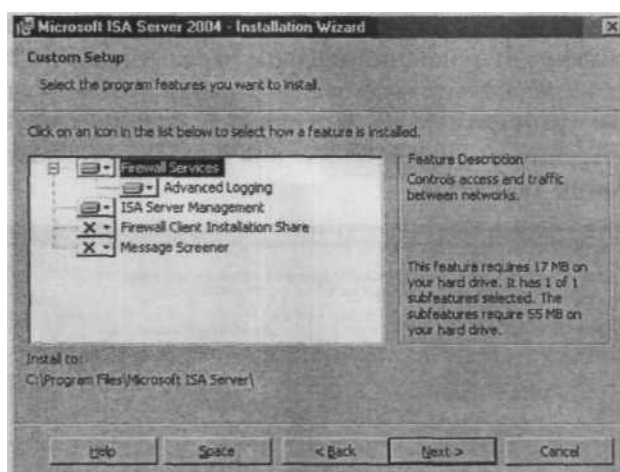 Microsoft ISA Server 2004 - Installation Wizard
Custom Setup
Select the program features you want to install.
Click on an icon in the list below to select how a feature is installed.
Firewall Services
Advanced Logging
ISA Server Management
Firewall Client Installation Share
Message Screener
Feature Description
Controls access and traffic
between networks.
This feature requires 17 MB on
your hard drive. It has 1 of 1
subfeatures selected. The
subfeatures require 55 MB on
your hard drive.
Install to:
C:\Program Files\Microsoft ISA Server\
Help
Space
< Back
Next >
Cancel